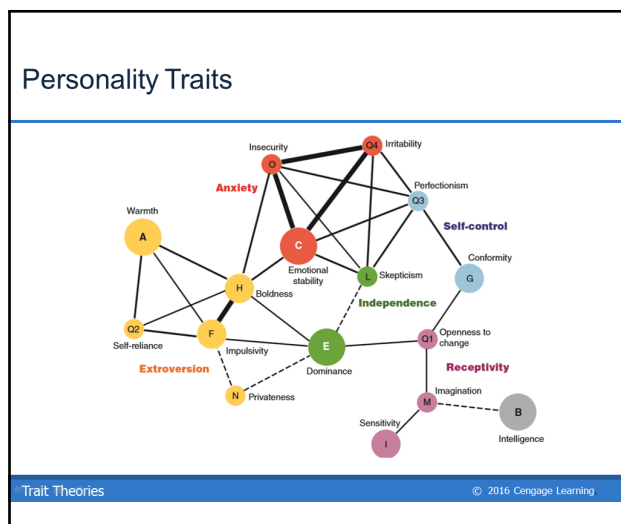 Personality Traits
Insecurity
O
Q4
Irritability
Anxiety
Perfectionism
Q3
Warmth
A
Self-control
C
Emotional
stability
Conformity
G
L
Skepticism
H
Boldness
Independence
Q2
Self-reliance
F
Impulsivity
E
Dominance
Q1
Openness to
change
Extroversion
Receptivity
N
Privateness
M
Imagination
B
Intelligence
Sensitivity
I
Trait Theories
© 2016 Cengage Learning.